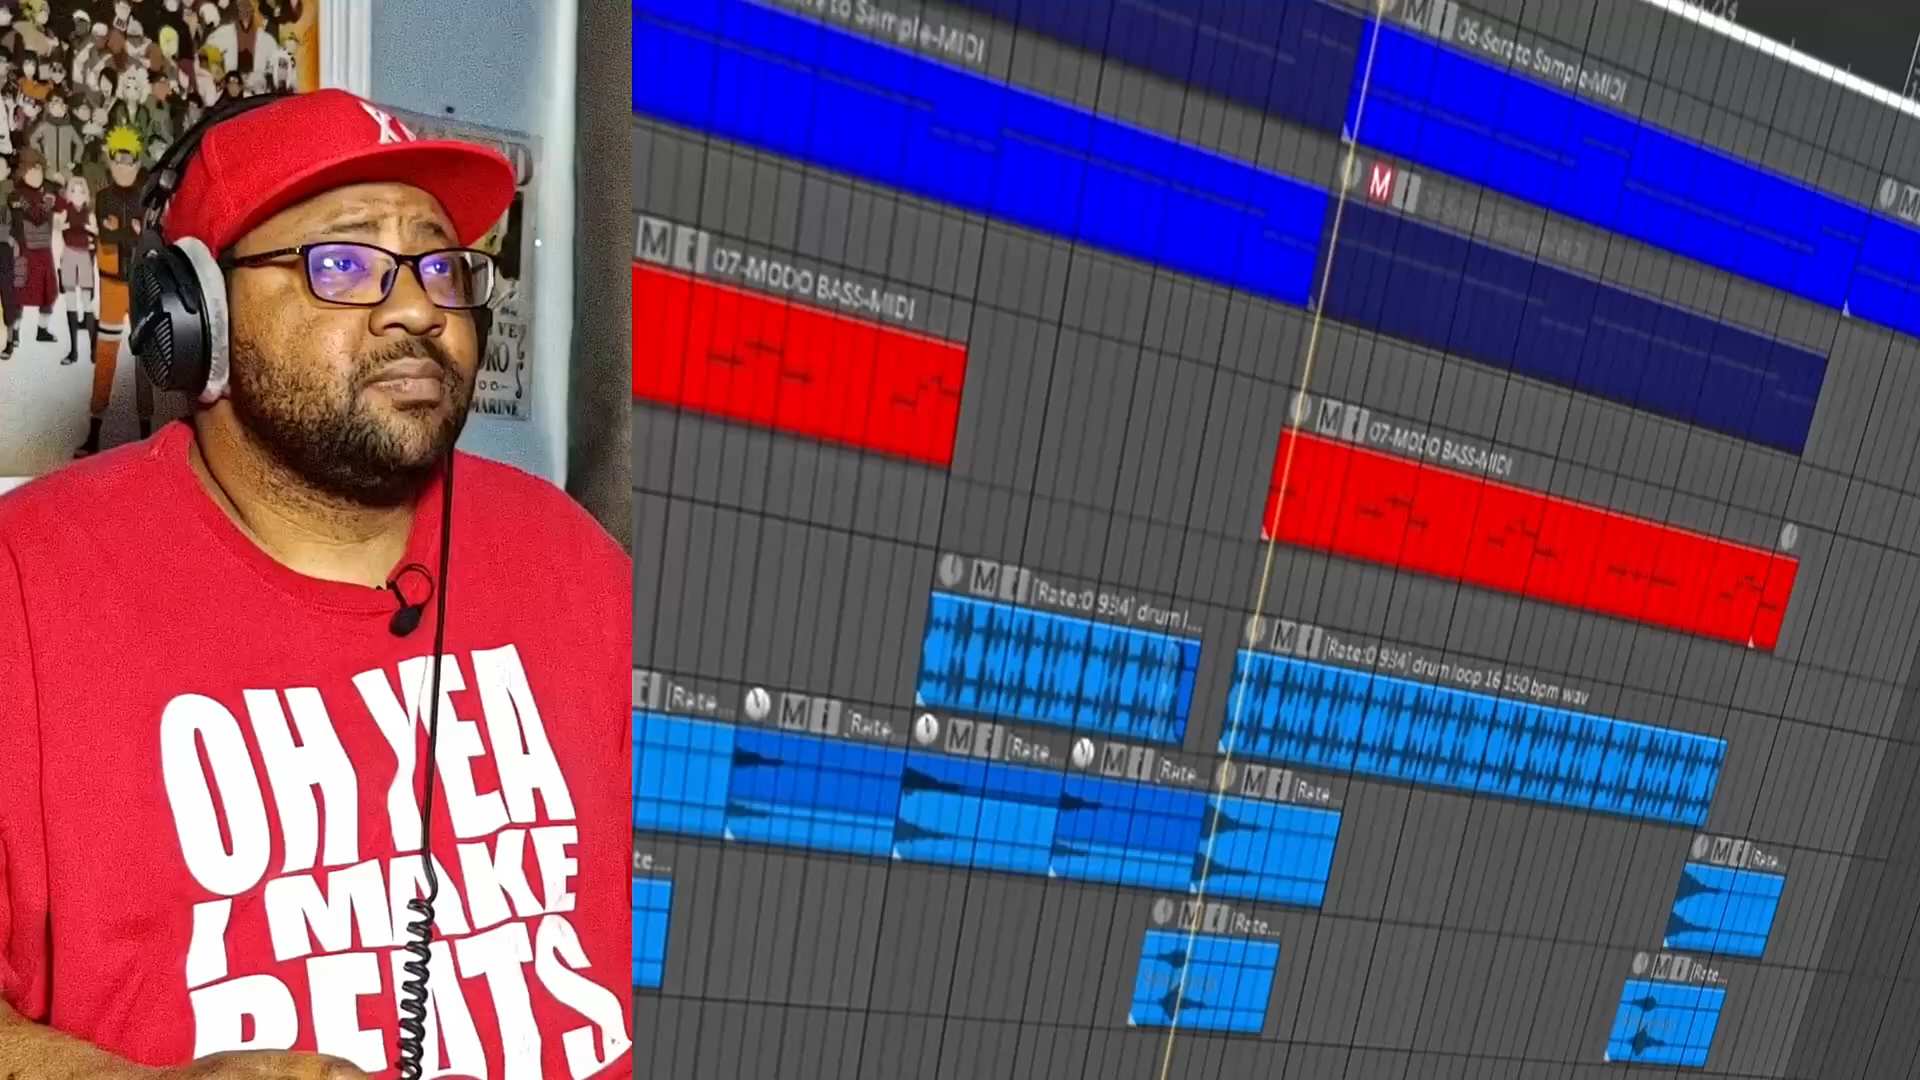 OH YEA
I MAKE
BEATS
MARINE
to Sample-MIDI
M 06-Serato Sample-MIDI
M
M 07-MODO BASS-MIDI
M 07-MODO BASS-MIDI
M [Rate:0.934] drum l...
M [Rate:0.934] drum loop 16 150 bpm.wav
[Rate...
M [Rate...
M [Rate...
M [Rate...
M [Rate...
M [Rate...
M [Rate...
M [Rate...